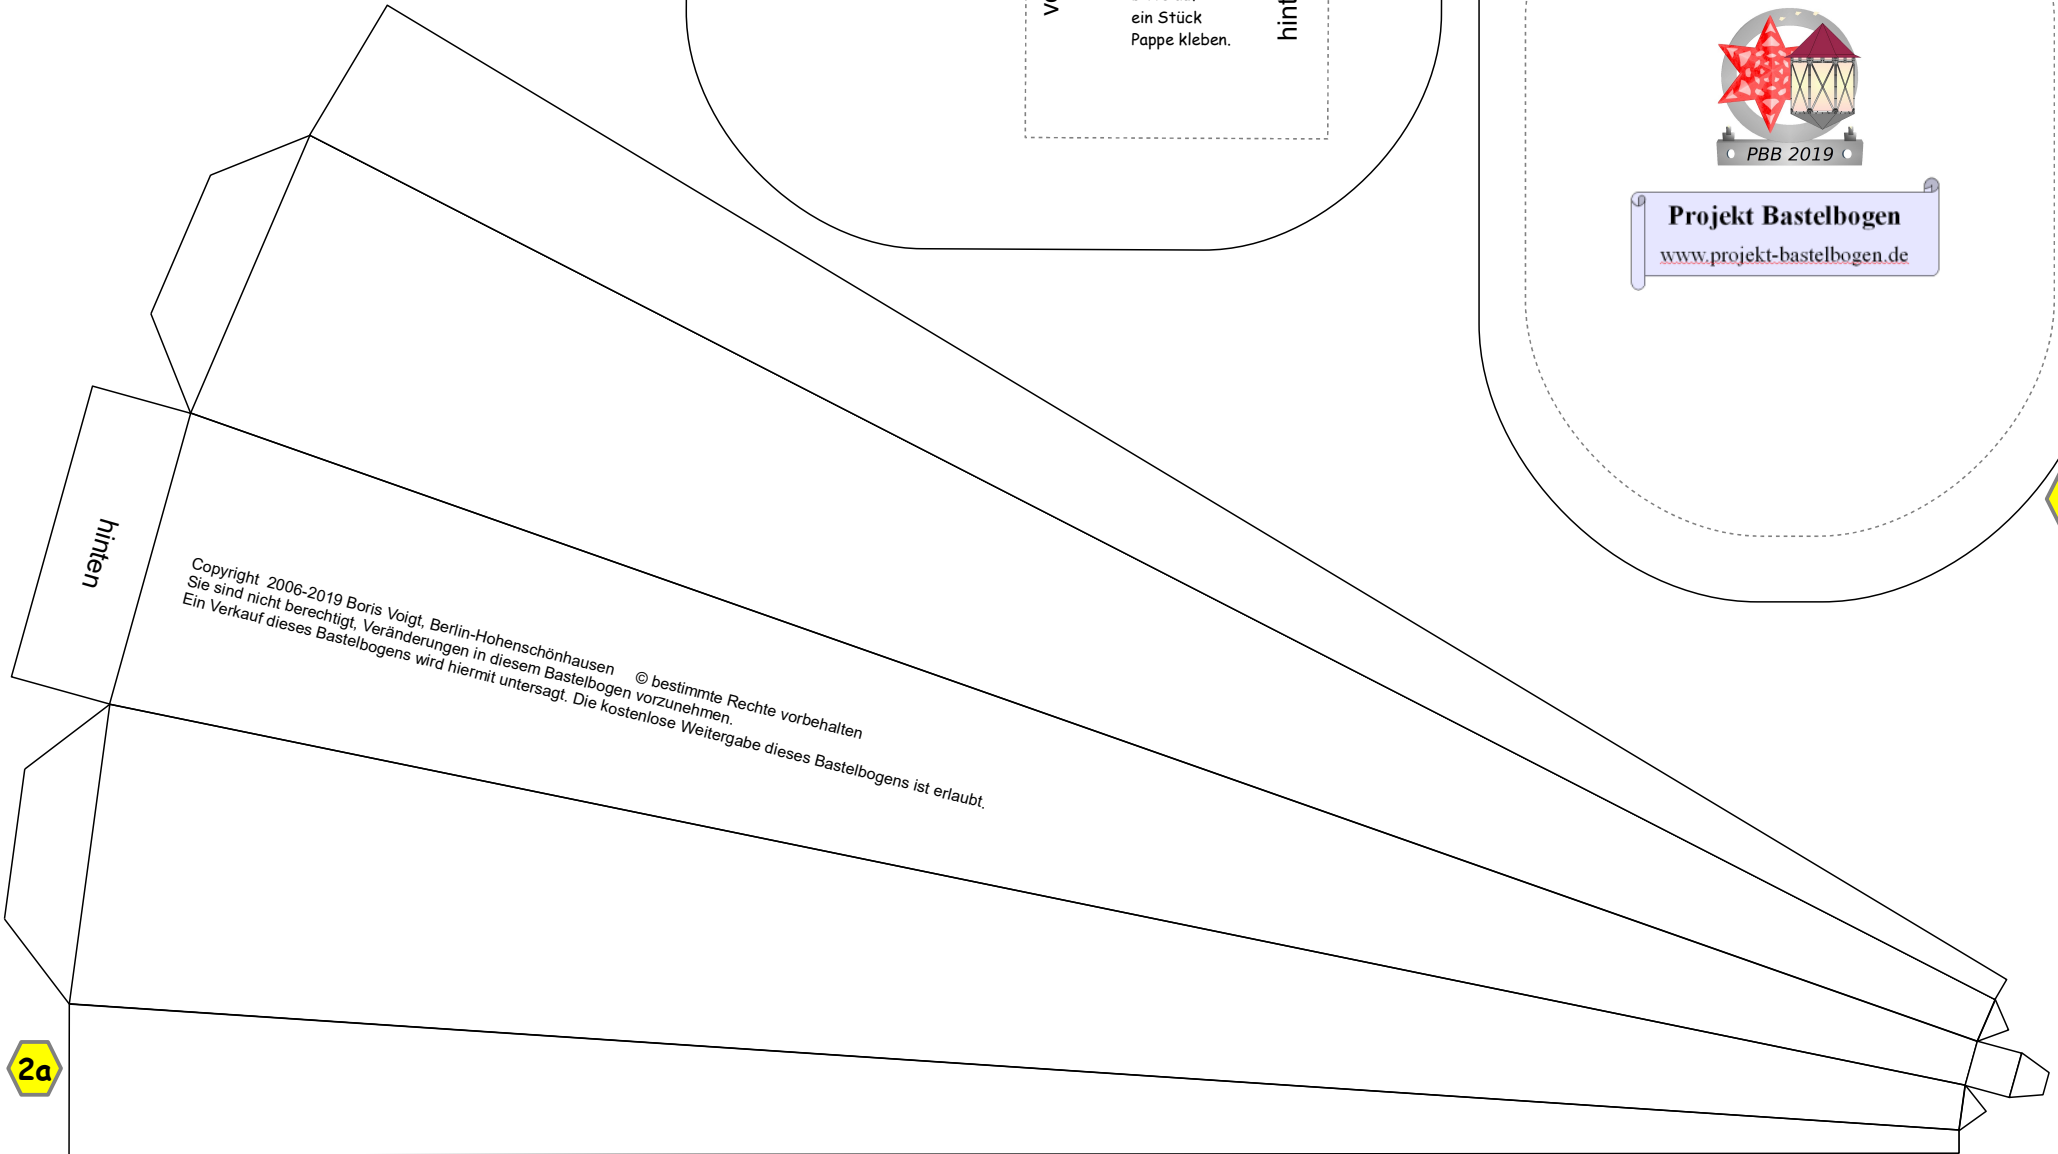 ein Stück
Pappe kleben.
PBB 2019
Projekt Bastelbogen
www.projekt-bastelbogen.de
hinten
Copyright 2006-2019 Boris Voigt, Berlin-Hohenschönhausen © bestimmte Rechte vorbehalten
Sie sind nicht berechtigt, Veränderungen in diesem Bastelbogen vorzunehmen.
Ein Verkauf dieses Bastelbogens wird hiermit untersagt. Die kostenlose Weitergabe dieses Bastelbogens ist erlaubt.
2a